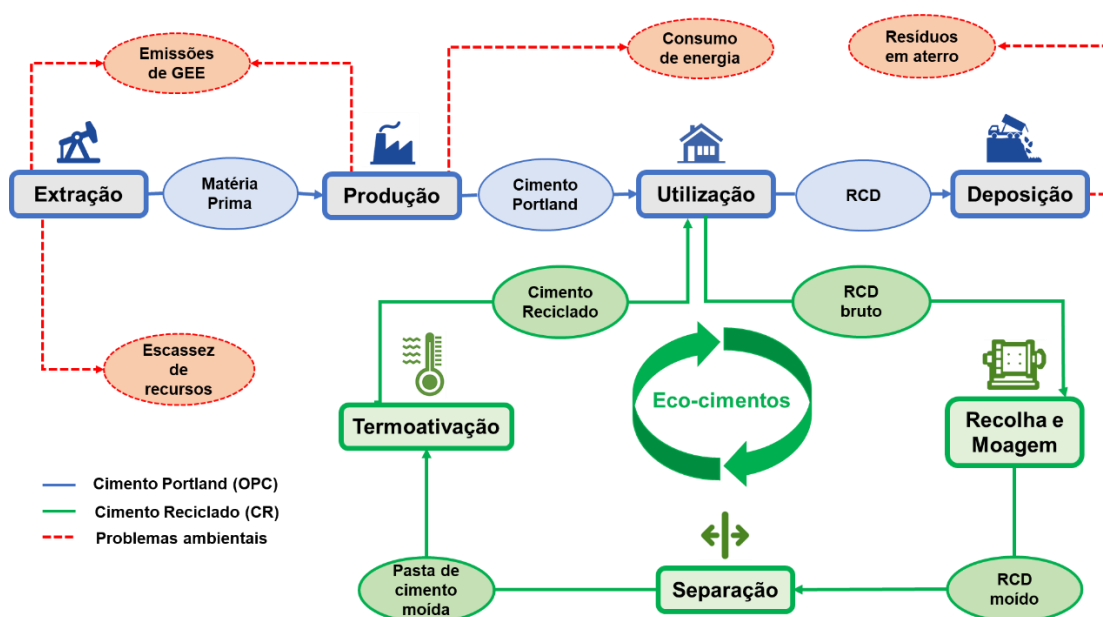 Emissões
de GEE
Consumo
de energia
Resíduos
em aterro
Extração
Matéria
Prima
Produção
Cimento
Portland
Utilização
RCD
Deposição
Cimento
Reciclado
RCD
bruto
Escassez
de
recursos
Termoativação
Eco-cimentos
Recolha e
Moagem
Cimento Portland (OPC)
Cimento Reciclado (CR)
Problemas ambientais
Pasta de
cimento
moída
Separação
RCD
moído